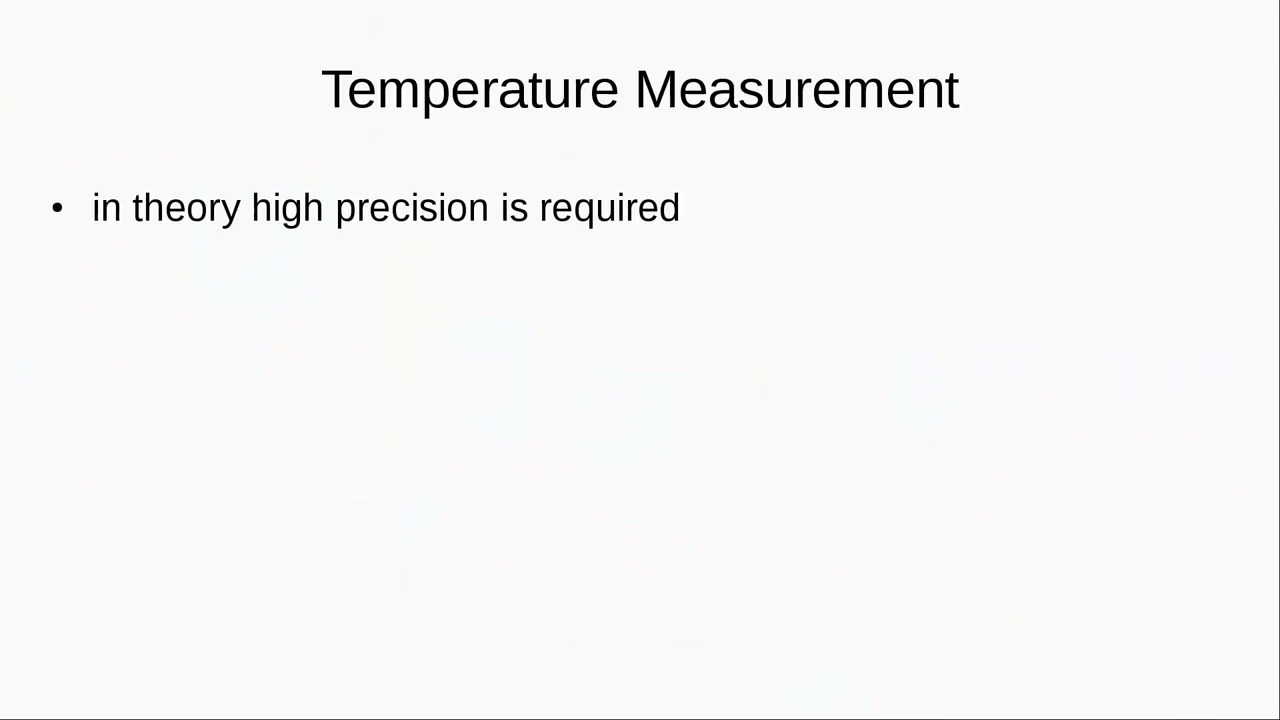 Temperature Measurement
• in theory high precision is required